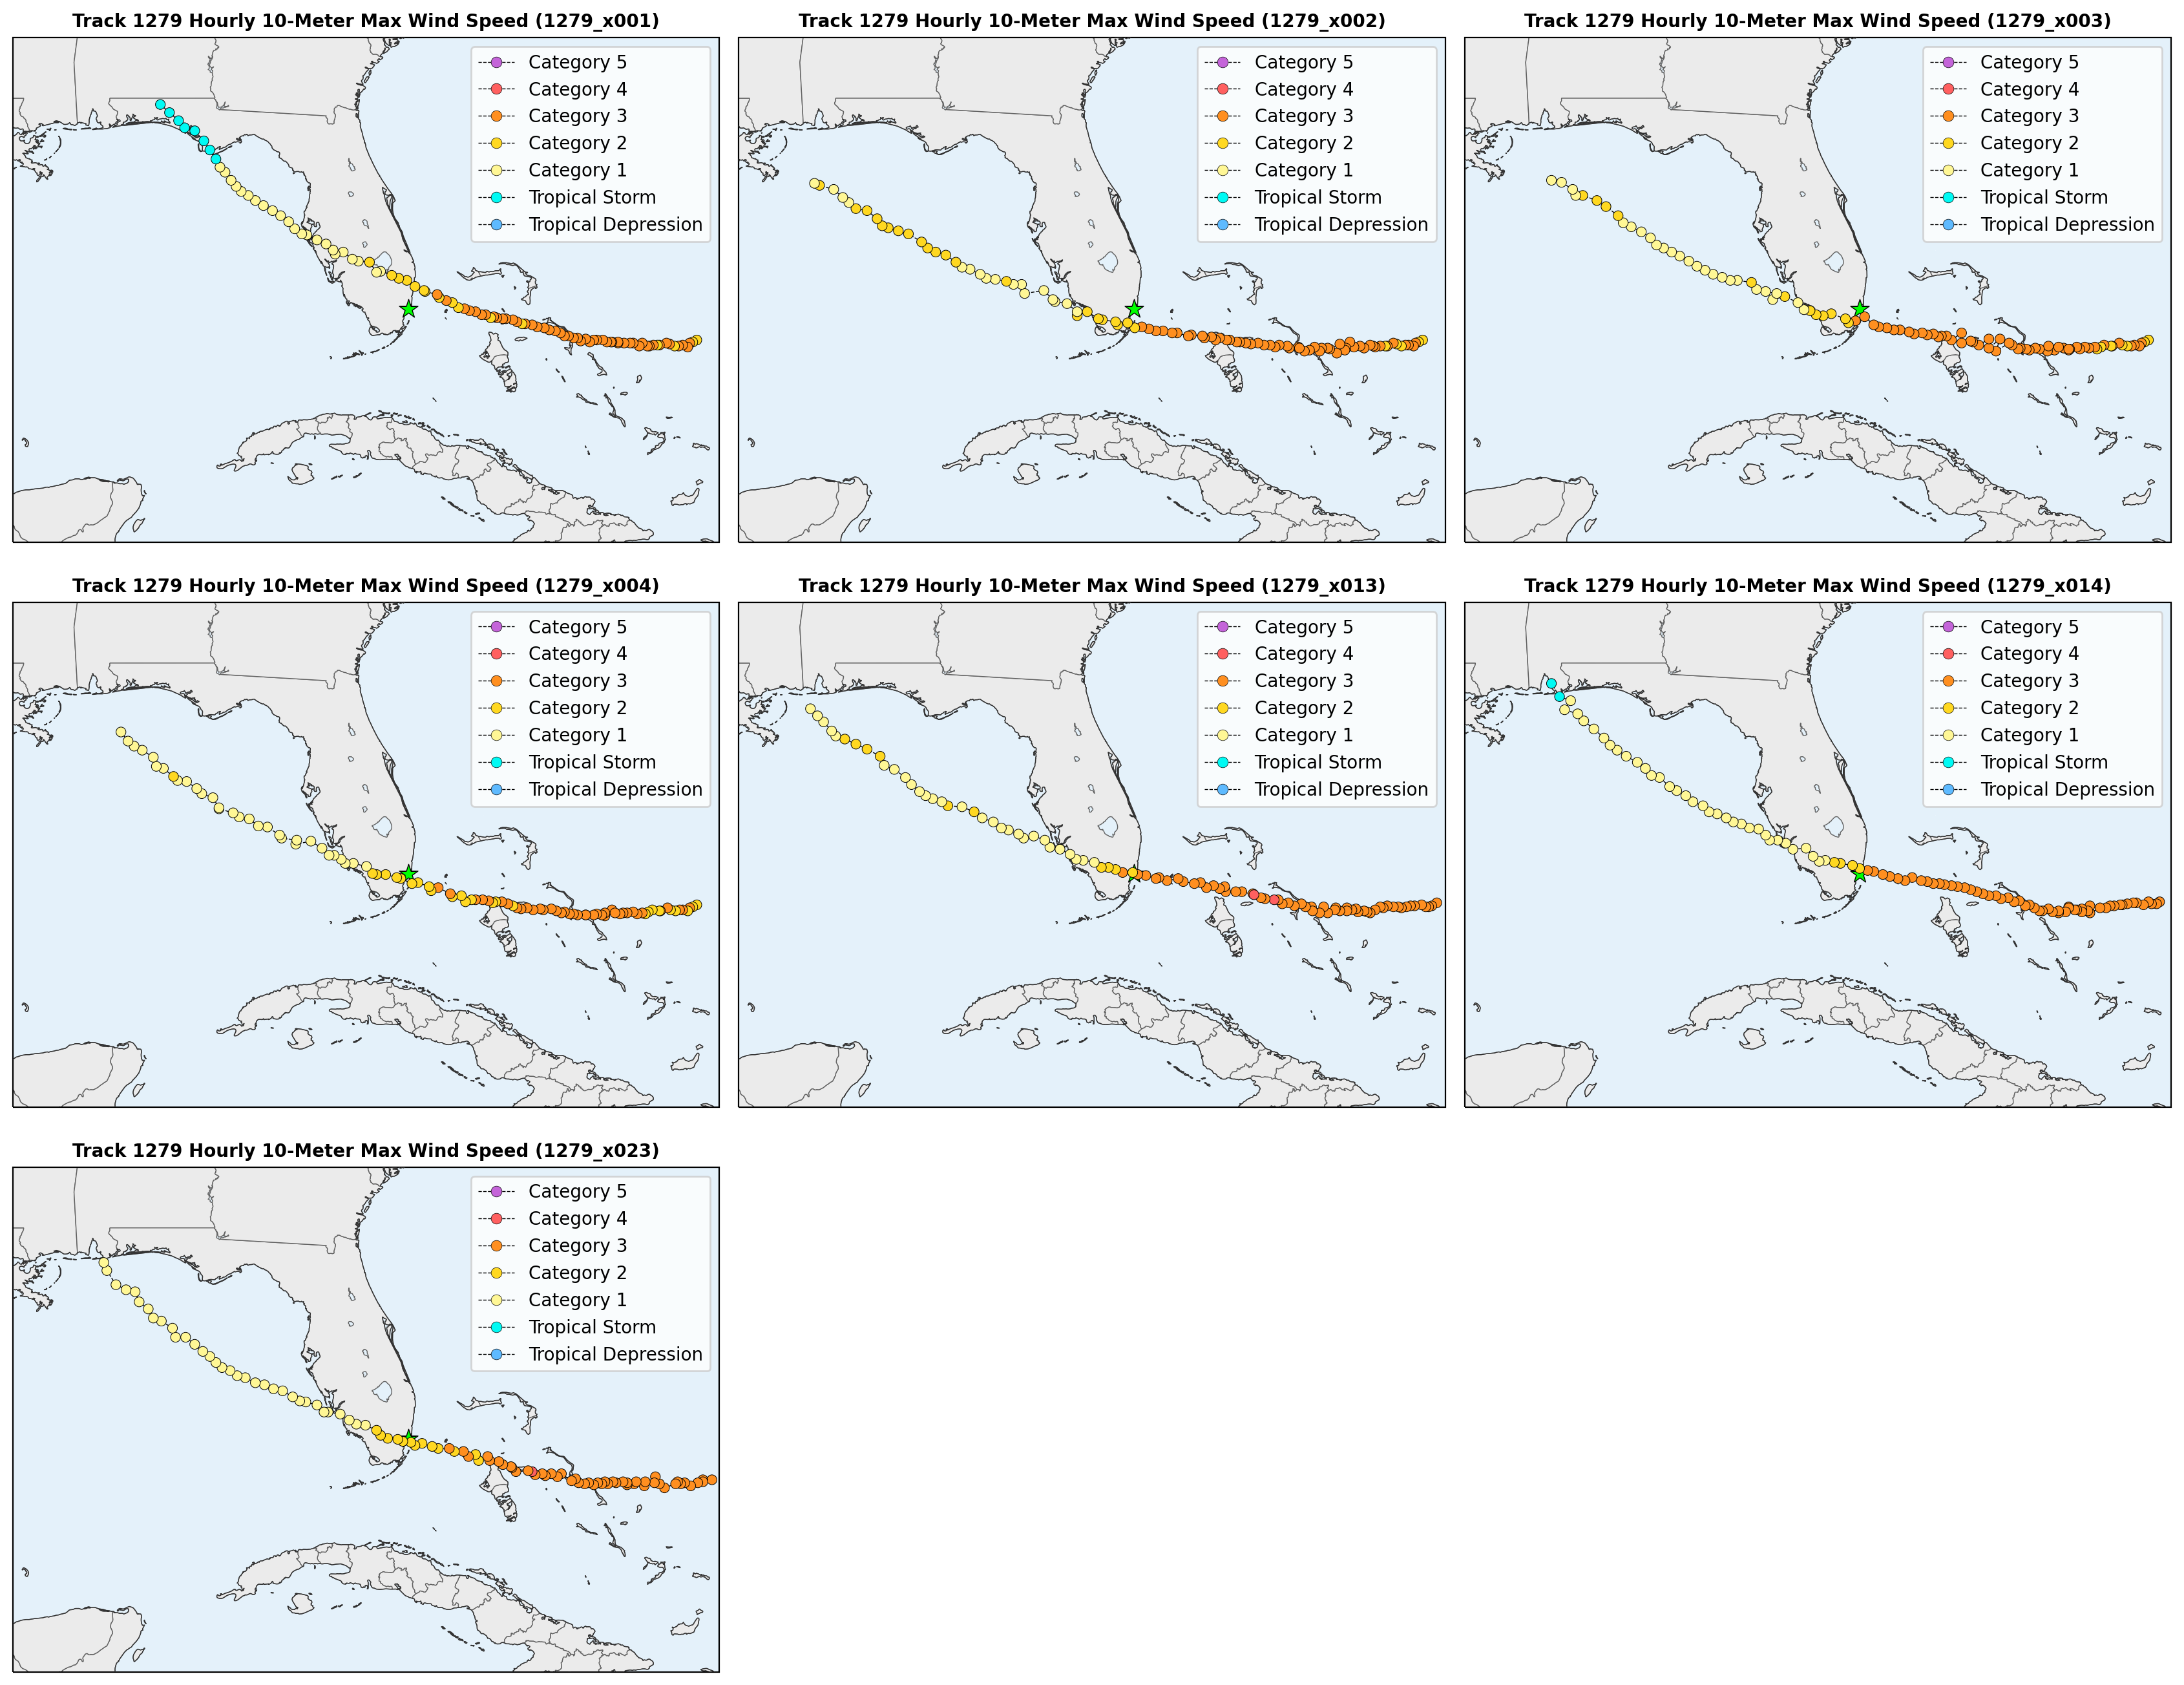 Track 1279 Hourly 10-Meter Max Wind Speed (1279_x001)
Category 5
Category 4
Category 3
Category 2
Category 1
Tropical Storm
Tropical Depression
Track 1279 Hourly 10-Meter Max Wind Speed (1279_x002)
Category 5
Category 4
Category 3
Category 2
Category 1
Tropical Storm
Tropical Depression
Track 1279 Hourly 10-Meter Max Wind Speed (1279_x003)
Category 5
Category 4
Category 3
Category 2
Category 1
Tropical Storm
Tropical Depression
Track 1279 Hourly 10-Meter Max Wind Speed (1279_x004)
Category 5
Category 4
Category 3
Category 2
Category 1
Tropical Storm
Tropical Depression
Track 1279 Hourly 10-Meter Max Wind Speed (1279_x013)
Category 5
Category 4
Category 3
Category 2
Category 1
Tropical Storm
Tropical Depression
Track 1279 Hourly 10-Meter Max Wind Speed (1279_x014)
Category 5
Category 4
Category 3
Category 2
Category 1
Tropical Storm
Tropical Depression
Track 1279 Hourly 10-Meter Max Wind Speed (1279_x023)
Category 5
Category 4
Category 3
Category 2
Category 1
Tropical Storm
Tropical Depression